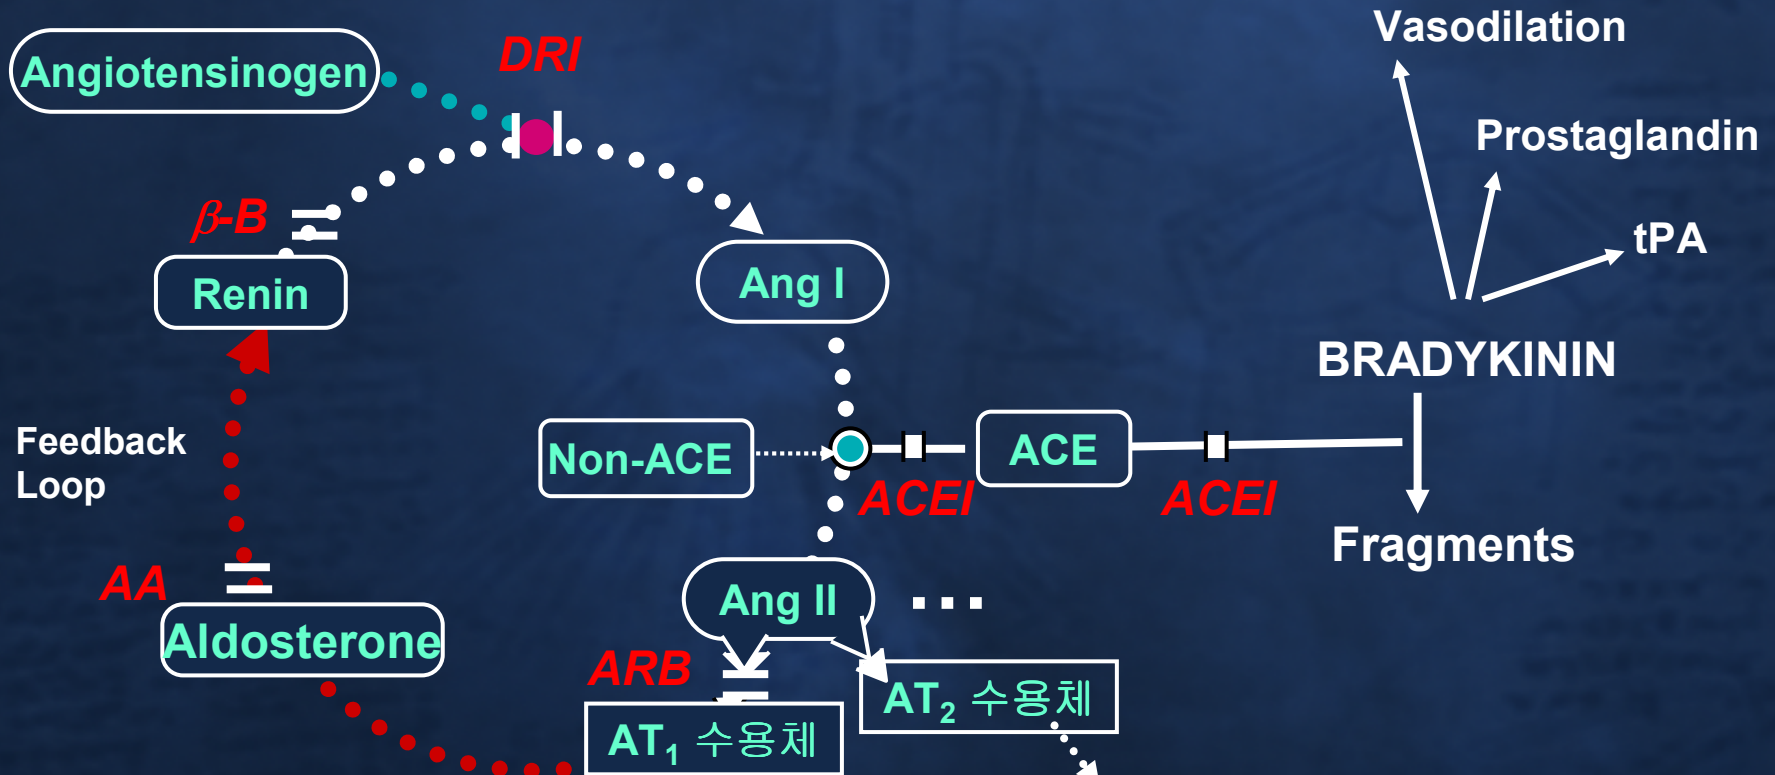 Vasodilation
DRI
Angiotensinogen
Prostaglandin
β-B
tPA
Renin
Ang I
BRADYKININ
Feedback
Loop
Non-ACE
ACE
ACEI
ACEI
Fragments
AA
Ang II
...
Aldosterone
ARB
AT₂ 수용체
AT₁ 수용체